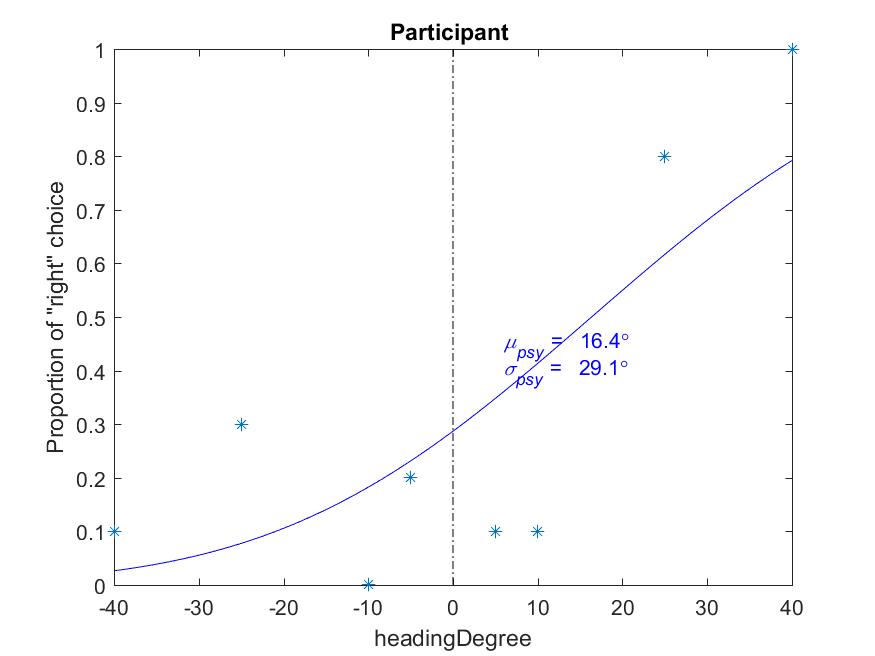 Participant
1
0.9
0.8
0.7
0.6
0.5
0.4
0.3
0.2
0.1
0
Proportion of "right" choice
μpsy = 16.4°
σpsy = 29.1°
-40 -30 -20 -10 0 10 20 30 40
headingDegree